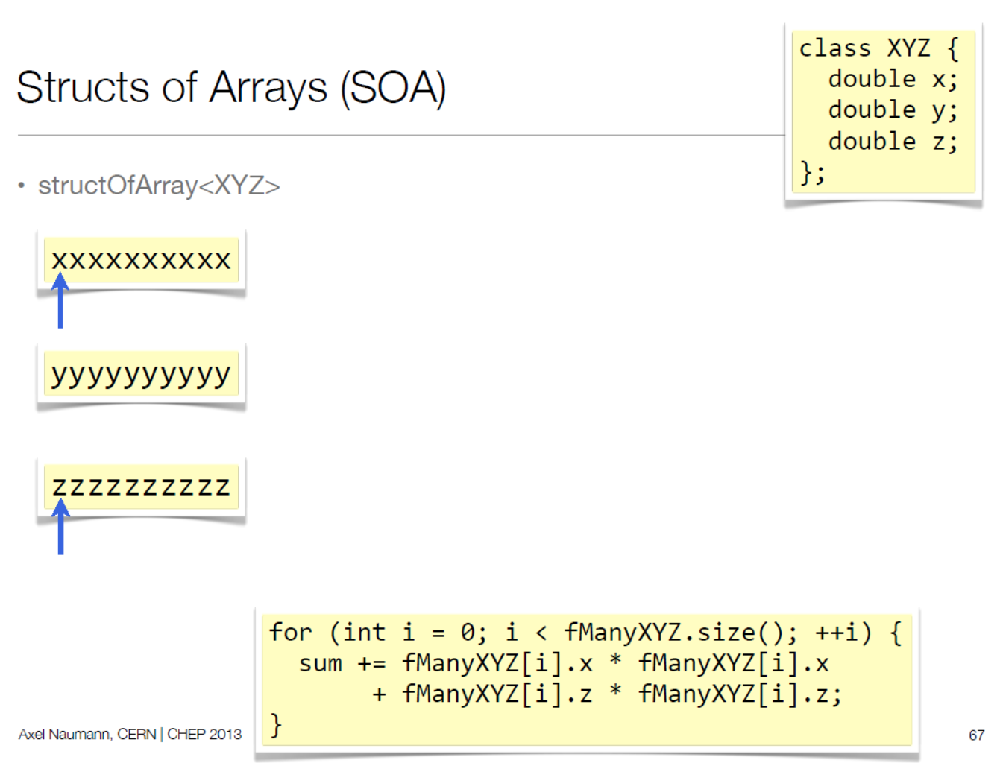 Structs of Arrays (SOA)
class XYZ {
  double x;
  double y;
  double z;
};
• structOfArray<XYZ>
xxxxxxxxxx
yyyyyyyyyy
zzzzzzzzzz
for (int i = 0; i < fManyXYZ.size(); ++i) {
  sum += fManyXYZ[i].x * fManyXYZ[i].x
       + fManyXYZ[i].z * fManyXYZ[i].z;
}
Axel Naumann, CERN | CHEP 2013
67